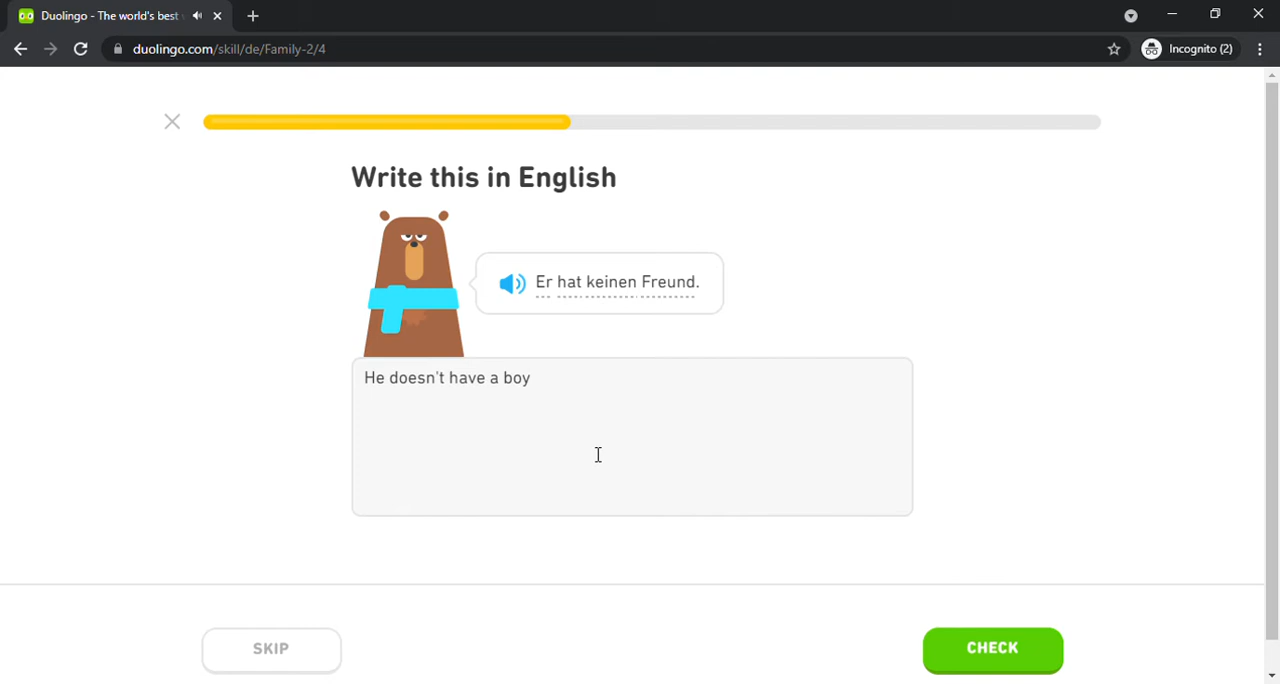 Duolingo - The world's best
duolingo.com/skill/de/Family-2/4
Incognito (2)
Write this in English
Er hat keinen Freund.
He doesn't have a boy
SKIP
CHECK